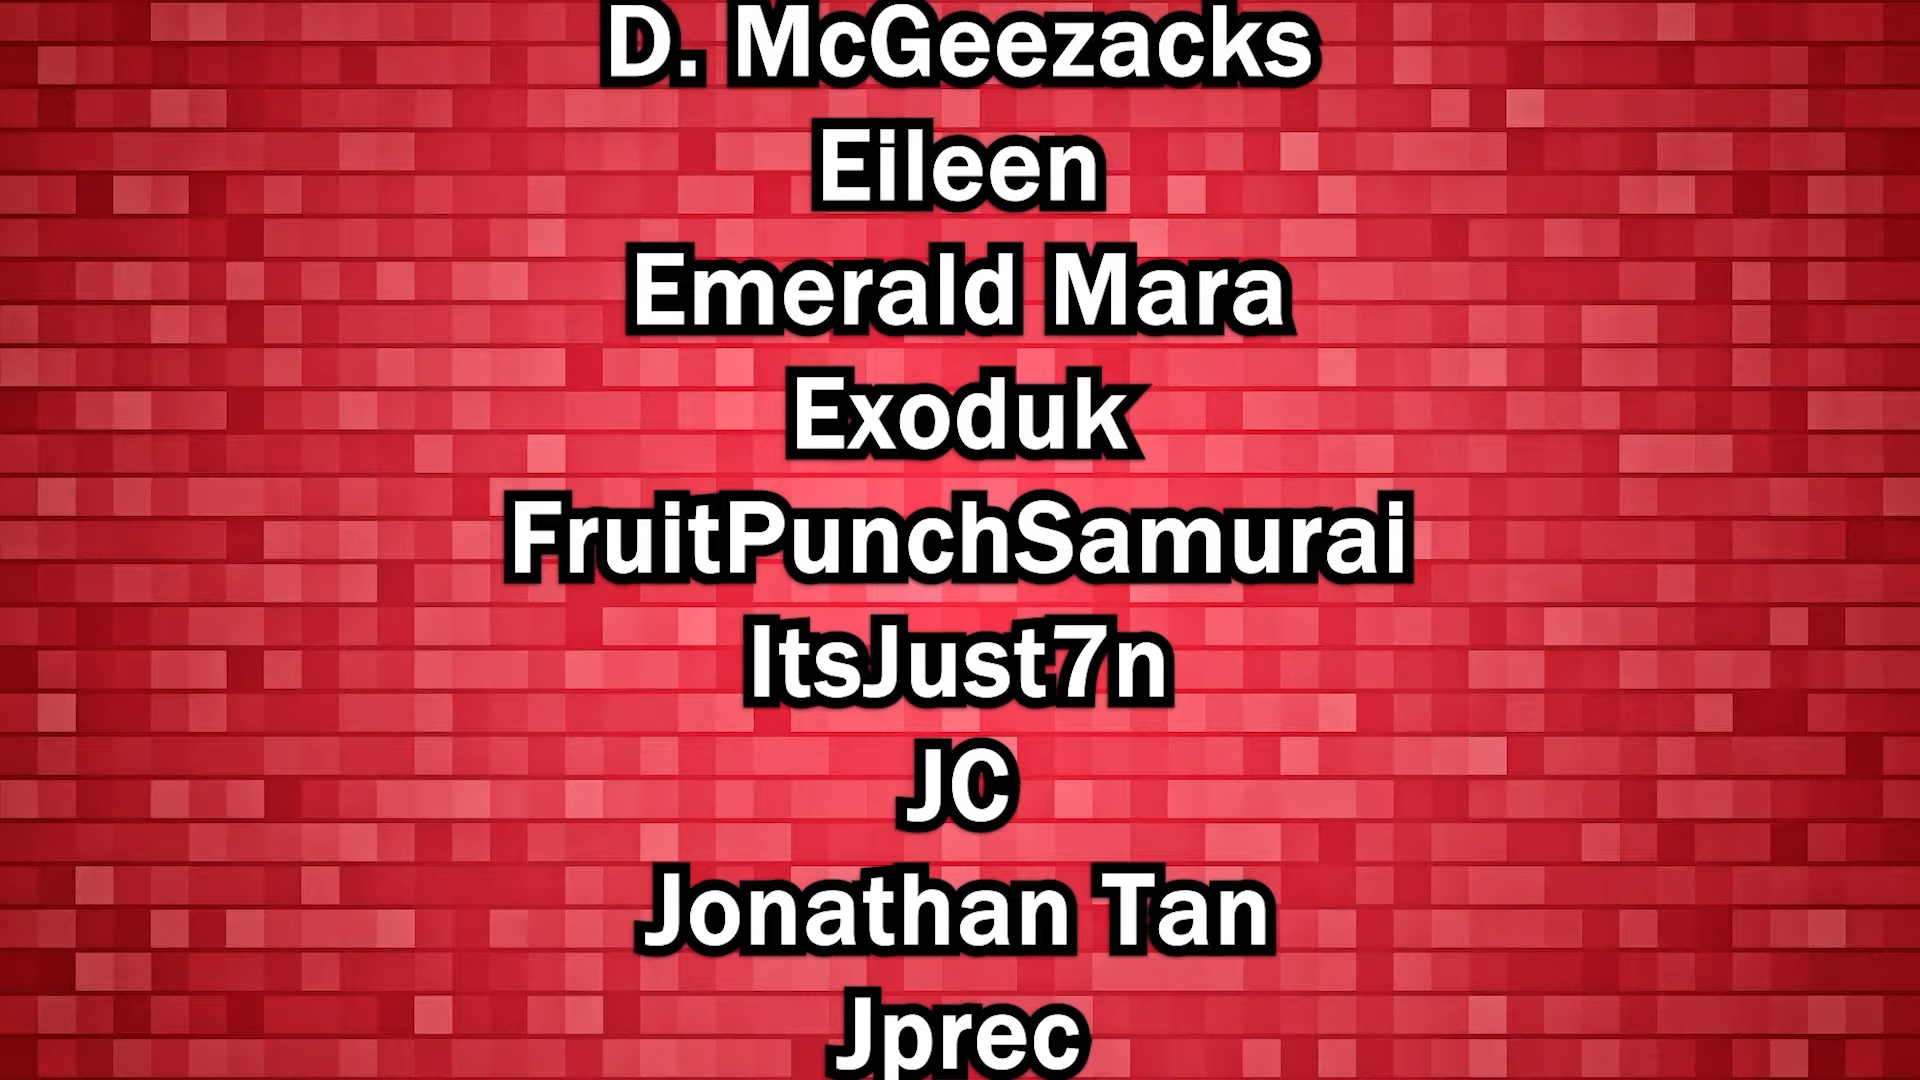 D. McGeezacks
Eileen
Emerald Mara
Exoduk
FruitPunchSamurai
ItsJust7n
JC
Jonathan Tan
Jprec